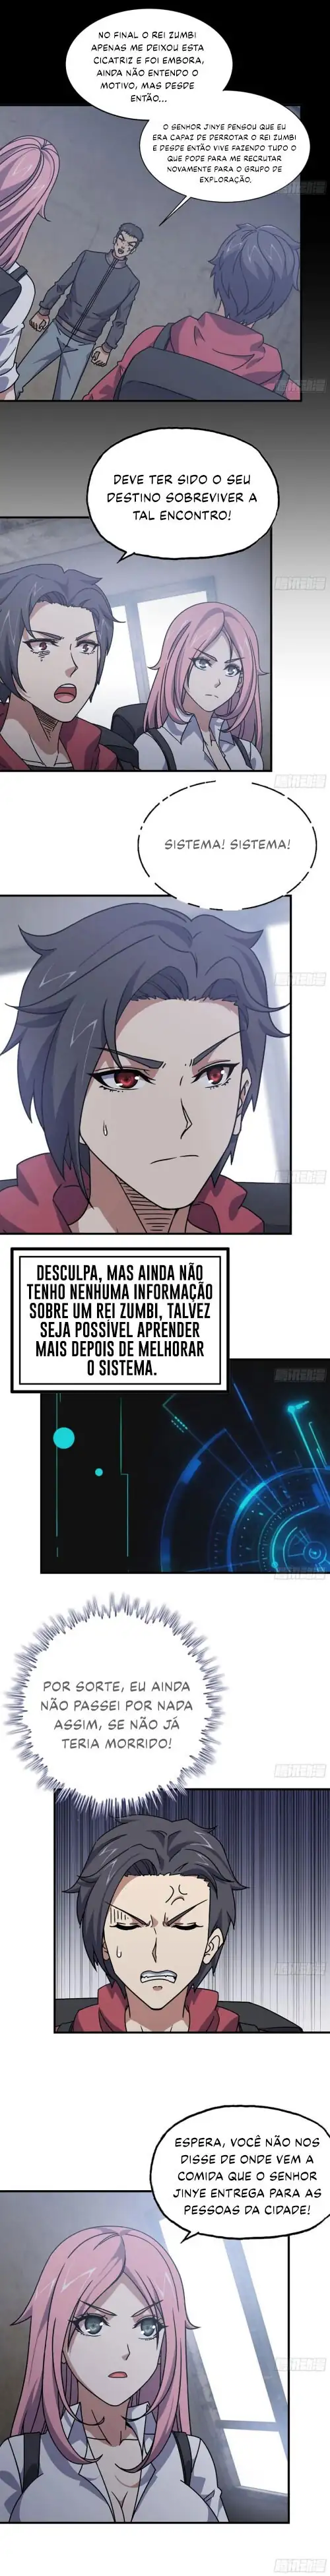 NO FINAL O REI ZUMBI
APENAS ME DEIXOU ESTA
CICATRIZ E FOI EMBORA,
AINDA NÃO ENTENDO O
MOTIVO, MAS DESDE
ENTÃO...
O SENHOR JINYE PENSOU QUE EU
ERA CAPAZ DE DERROTAR O REI ZUMBI
E DESDE ENTÃO VIVE FAZENDO TUDO O
QUE PODE PARA ME RECRUTAR
NOVAMENTE PARA O GRUPO DE
EXPLORAÇÃO.
DEVE TER SIDO O SEU
DESTINO SOBREVIVER A
TAL ENCONTRO!
SISTEMA! SISTEMA!
DESCULPA, MAS AINDA NÃO
TENHO NENHUMA INFORMAÇÃO
SOBRE UM REI ZUMBI, TALVEZ
SEJA POSSÍVEL APRENDER
MAIS DEPOIS DE MELHORAR
O SISTEMA.
POR SORTE, EU AINDA
NÃO PASSEI POR NADA
ASSIM, SE NÃO JÁ
TERIA MORRIDO!
ESPERA, VOCÊ NÃO NOS
DISSE DE ONDE VEM A
COMIDA QUE O SENHOR
JINYE ENTREGA PARA AS
PESSOAS DA CIDADE!